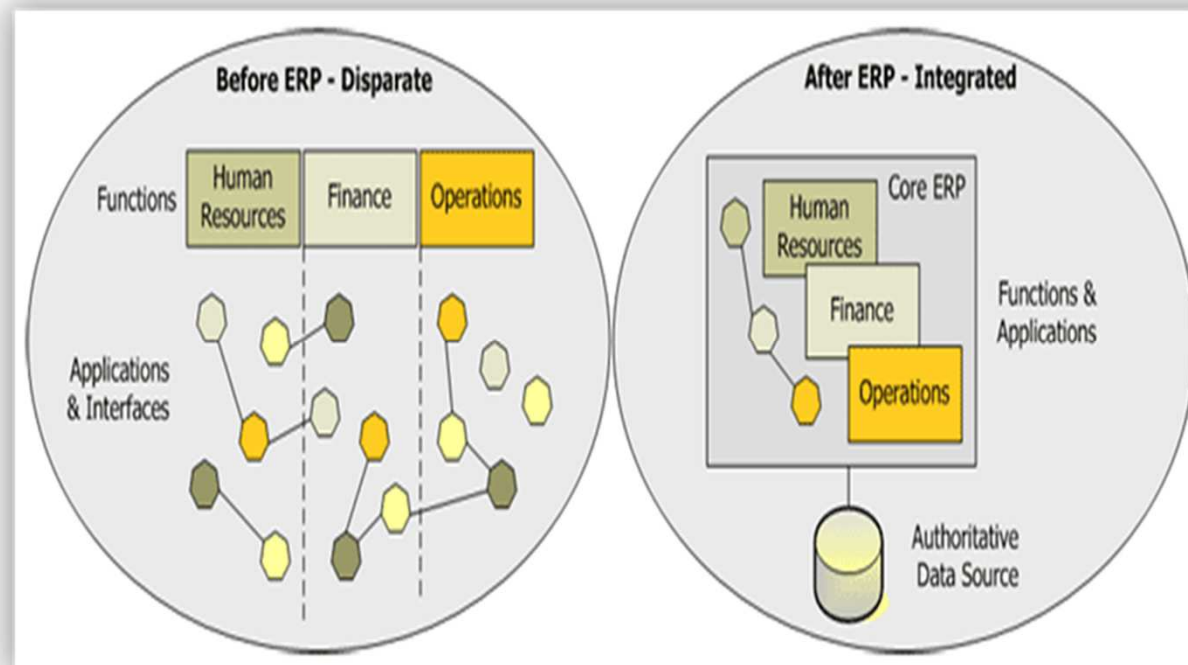 Before ERP - Disparate
Functions
Human
Resources
Finance
Operations
Applications
& Interfaces
After ERP - Integrated
Core ERP
Human
Resources
Finance
Operations
Functions &
Applications
Authoritative
Data Source